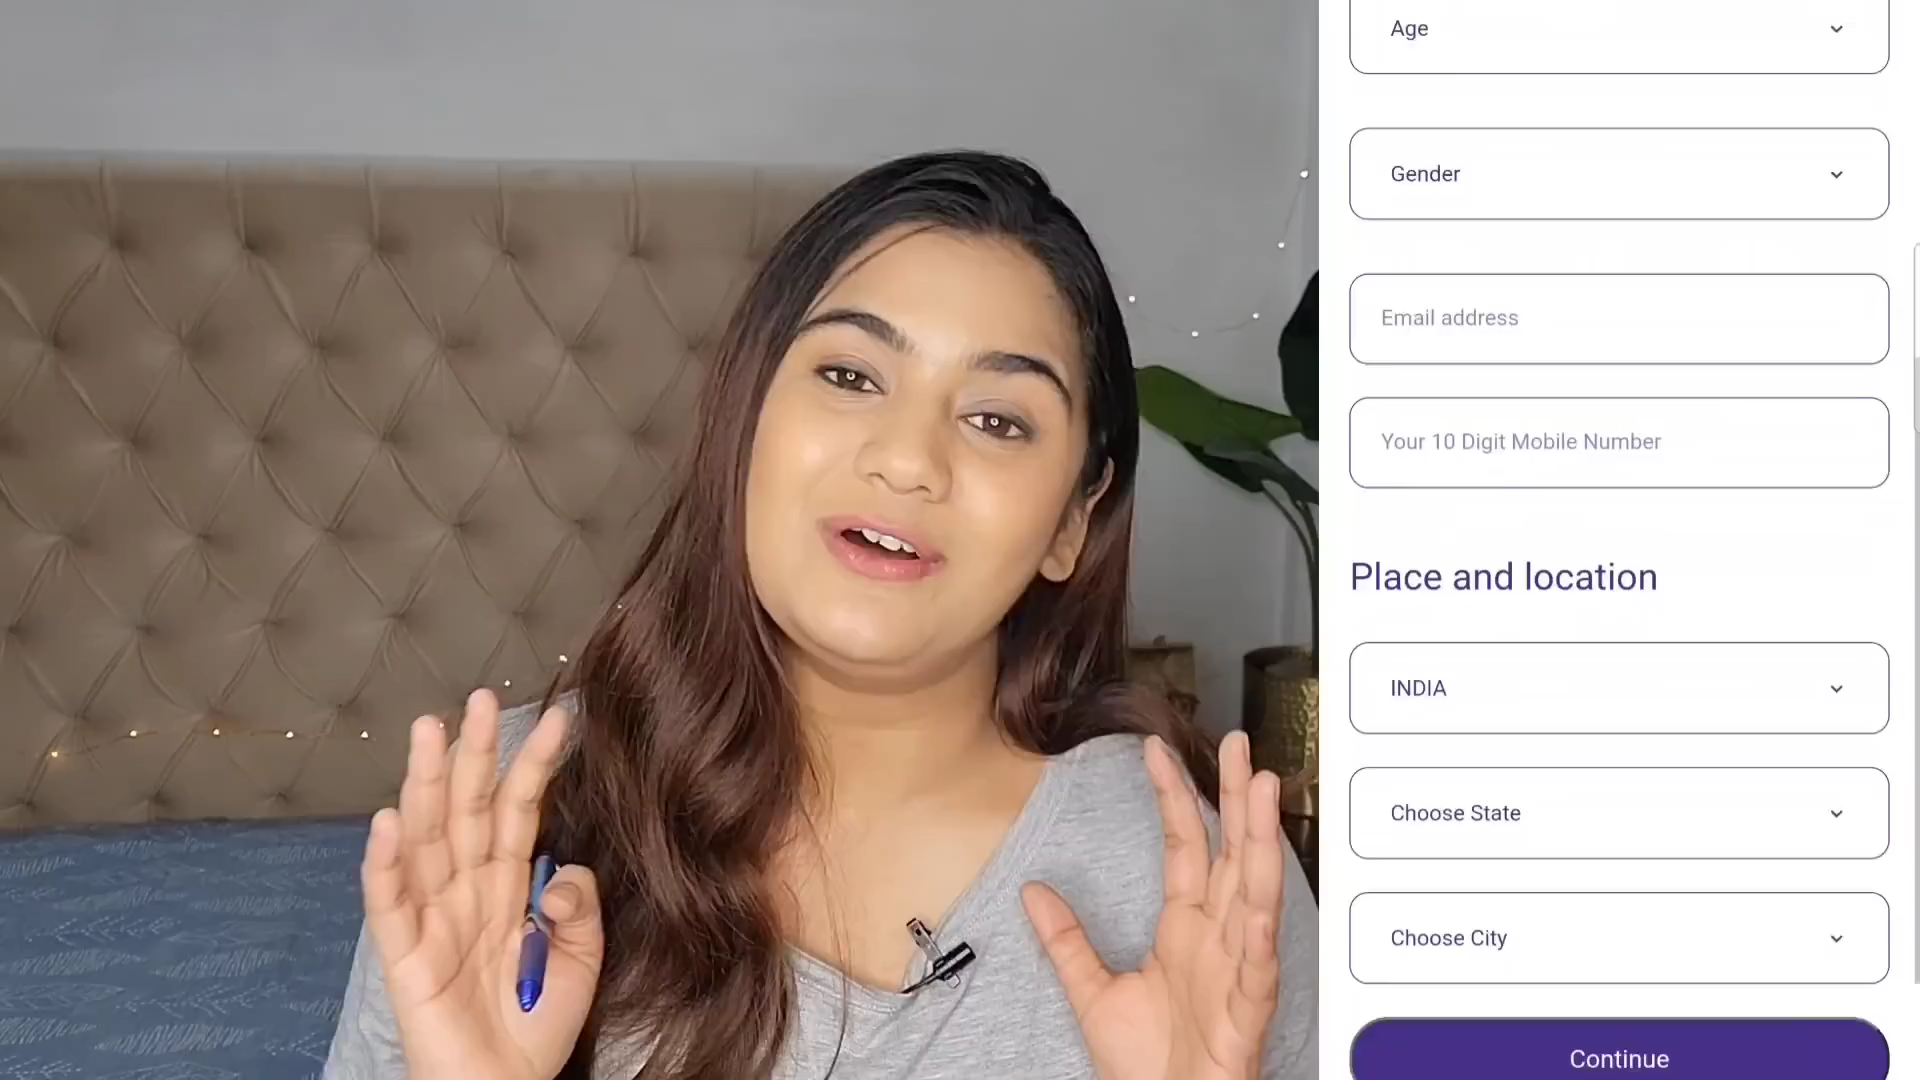 Age
Gender
Email address
Your 10 Digit Mobile Number
Place and location
INDIA
Choose State
Choose City
Continue